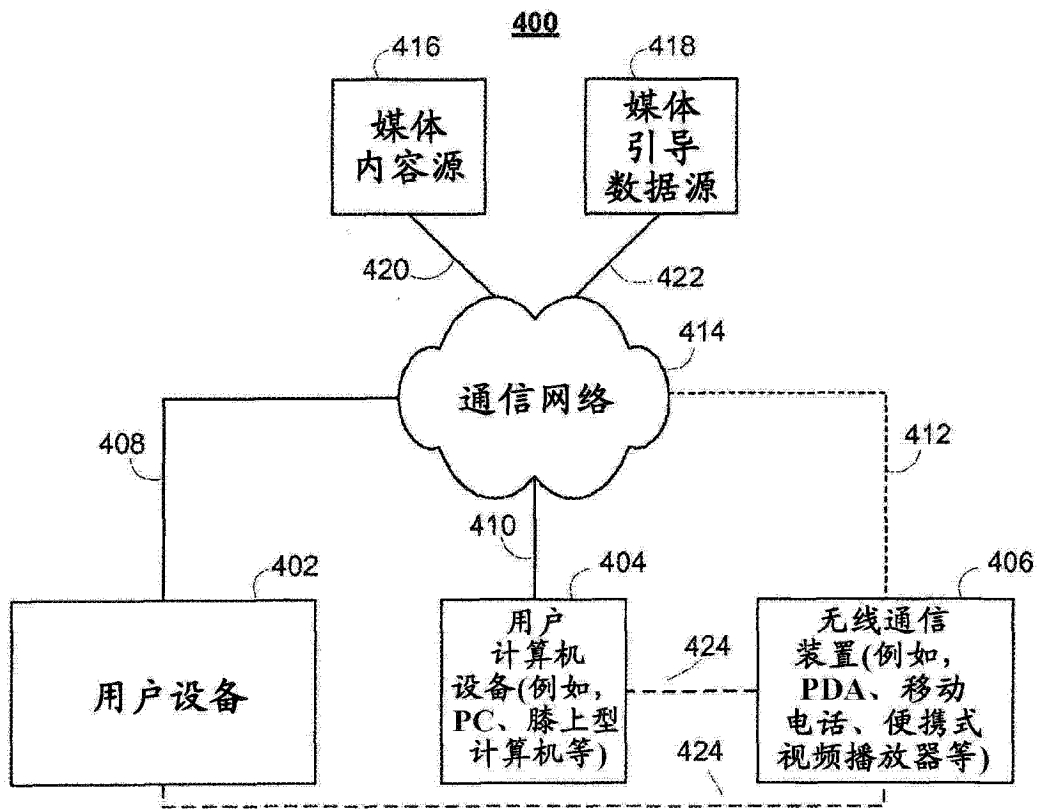 400
416
418
媒体
内容源
媒体
引导
数据源
420
422
414
通信网络
408
412
410
402
404
406
用户设备
用户
计算机
设备(例如,
PC、膝上型
计算机等)
424
无线通信
装置(例如,
PDA、移动
电话、便携式
视频播放器等)
424